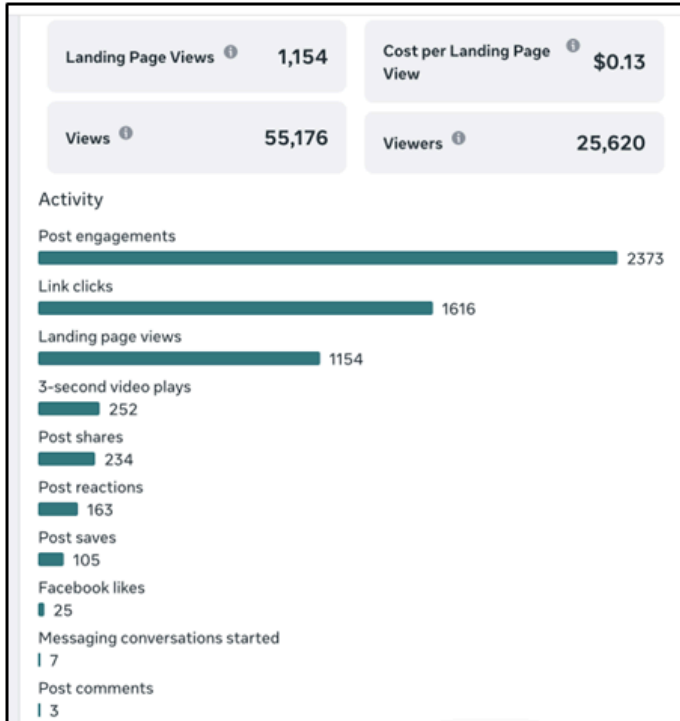 Landing Page Views 1,154
Cost per Landing Page
View
$0.13
Views 55,176
Viewers 25,620
Activity
Post engagements
2373
Link clicks
1616
Landing page views
1154
3-second video plays
252
Post shares
234
Post reactions
163
Post saves
105
Facebook likes
25
Messaging conversations started
7
Post comments
3